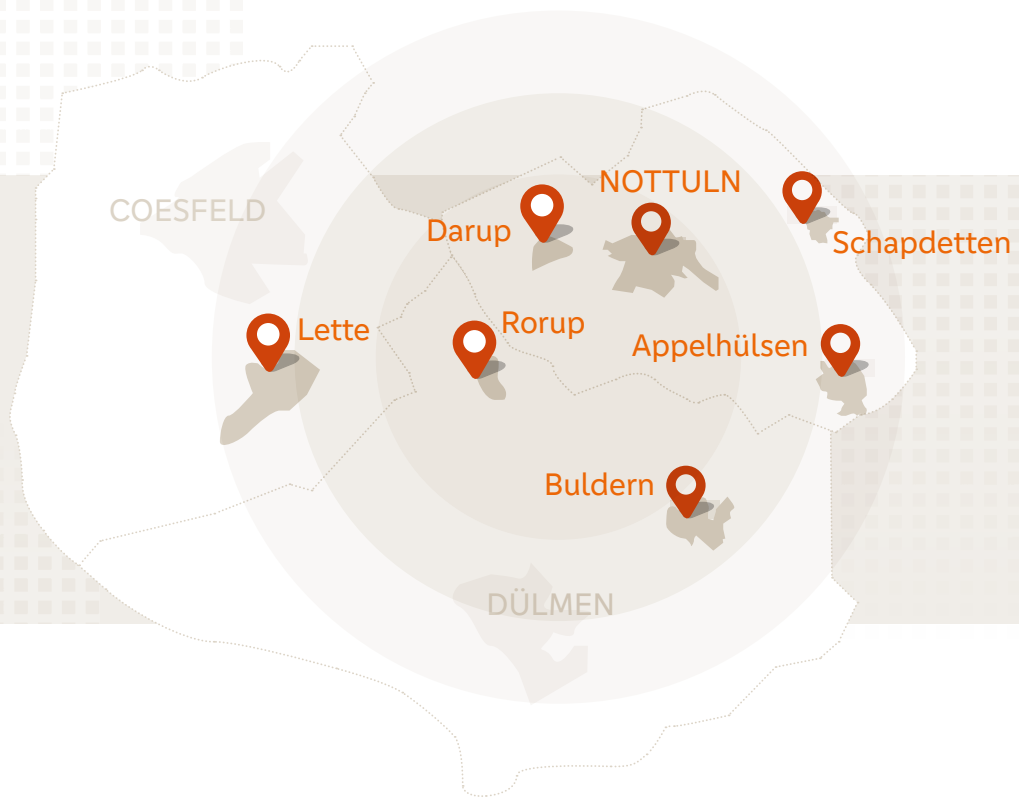 NOTTULN
COESFELD
Darup
Schapdetten
Lette
Rorup
Appelhülsen
Buldern
DÜLMEN